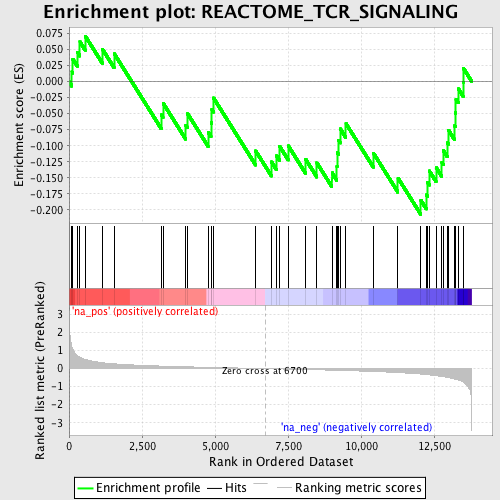 Enrichment plot: REACTOME_TCR_SIGNALING
Enrichment score (ES)
0.075
0.050
0.025
0.000
-0.025
-0.050
-0.075
-0.100
-0.125
-0.150
-0.175
-0.200
'na_pos' (positively correlated)
Ranked list metric (PreRanked)
3
2
1
0
-1
-2
-3
Zero cross at 6700
'na_neg' (negatively correlated)
0 2,500 5,000 7,500 10,000 12,500
Rank in Ordered Dataset
Enrichment profile Hits Ranking metric scores